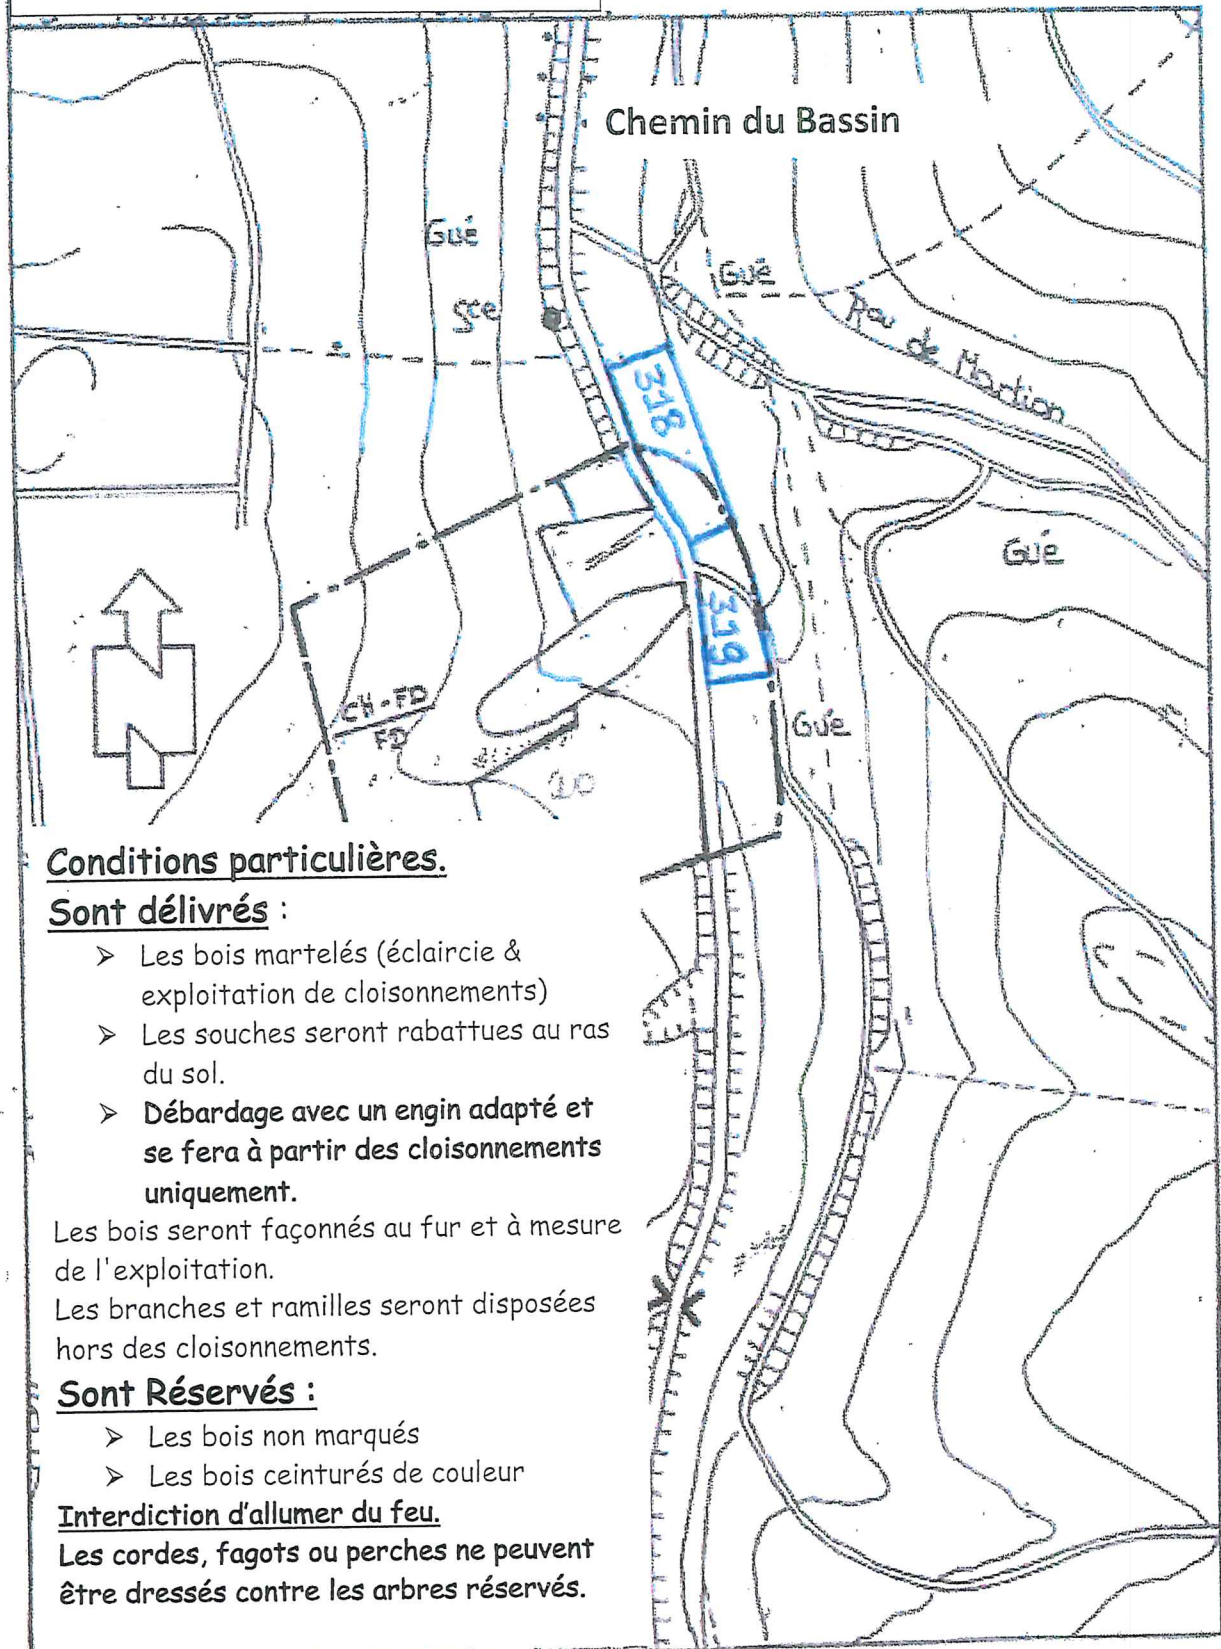 Chemin du Bassin
Gué
Sce
Gué
Rau de Martion
318
Gué
319
CH-FD
FD
Gué
20
Conditions particulières.
Sont délivrés :
➢ Les bois martelés (éclaircie &
exploitation de cloisonnements)
➢ Les souches seront rabattues au ras
du sol.
➢ Débardage avec un engin adapté et
se fera à partir des cloisonnements
uniquement.
Les bois seront façonnés au fur et à mesure
de l'exploitation.
Les branches et ramilles seront disposées
hors des cloisonnements.
Sont Réservés :
➢ Les bois non marqués
➢ Les bois ceinturés de couleur
Interdiction d'allumer du feu.
Les cordes, fagots ou perches ne peuvent
être dressés contre les arbres réservés.